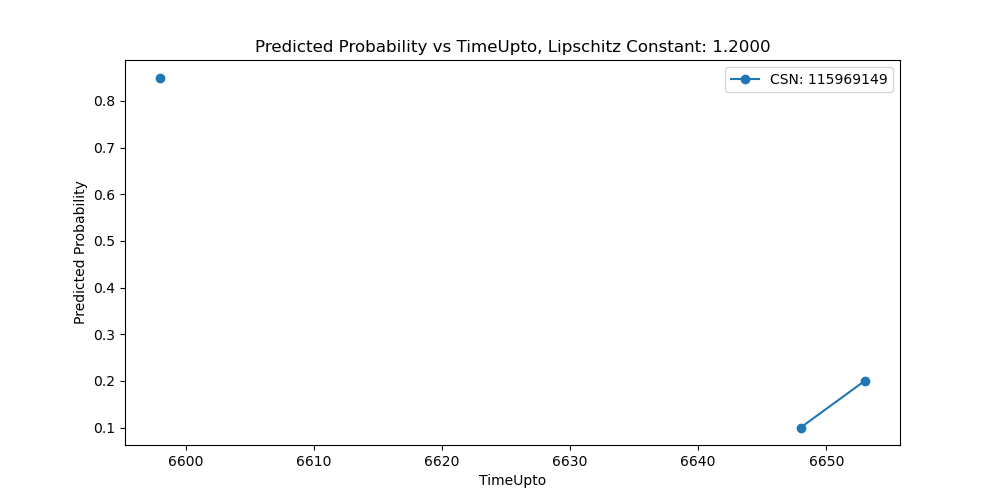 Predicted Probability vs TimeUpto, Lipschitz Constant: 1.2000
CSN: 115969149
Predicted Probability
0.8
0.7
0.6
0.5
0.4
0.3
0.2
0.1
6600 6610 6620 6630 6640 6650
TimeUpto